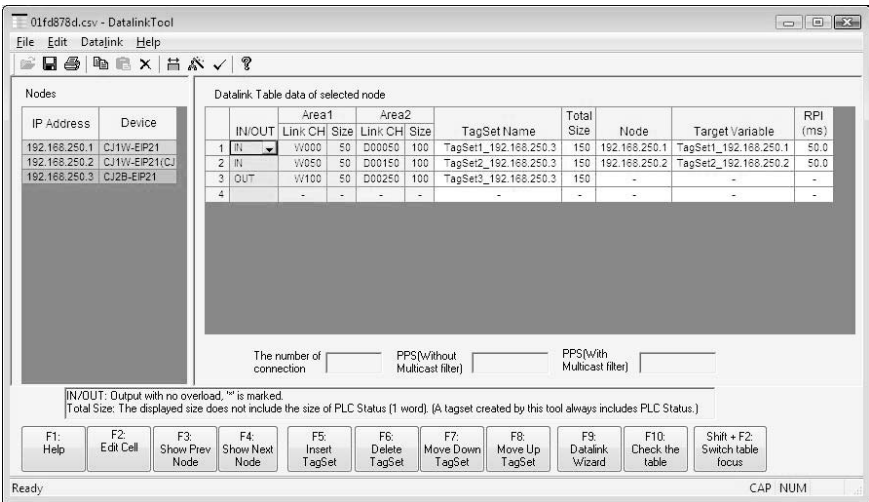 01fd878d.csv - DatalinkTool
File Edit Datalink Help
Nodes
IP Address Device
192.168.250.1 CJ1W-EIP21
192.168.250.2 CJ1W-EIP21(CJ
192.168.250.3 CJ2B-EIP21
Datalink Table data of selected node
Area1 Area2 Total RPI
IN/OUT Link CH Size Link CH Size TagSet Name Size Node Target Variable (ms)
1 IN W000 50 D00050 100 TagSet1_192.168.250.3 150 192.168.250.1 TagSet1_192.168.250.1 50.0
2 IN W050 50 D00150 100 TagSet2_192.168.250.3 150 192.168.250.2 TagSet2_192.168.250.2 50.0
3 OUT W100 50 D00250 100 TagSet3_192.168.250.3 150 - - -
4 - - - - - - - - -
The number of connection
PPS(Without Multicast filter)
PPS(With Multicast filter)
IN/OUT: Output with no overload, '*' is marked.
Total Size: The displayed size does not include the size of PLC Status (1 word). (A tagset created by this tool always includes PLC Status.)
F1: Help
F2: Edit Cell
F3: Show Prev Node
F4: Show Next Node
F5: Insert TagSet
F6: Delete TagSet
F7: Move Down TagSet
F8: Move Up TagSet
F9: Datalink Wizard
F10: Check the table
Shift + F2: Switch table focus
Ready CAP NUM